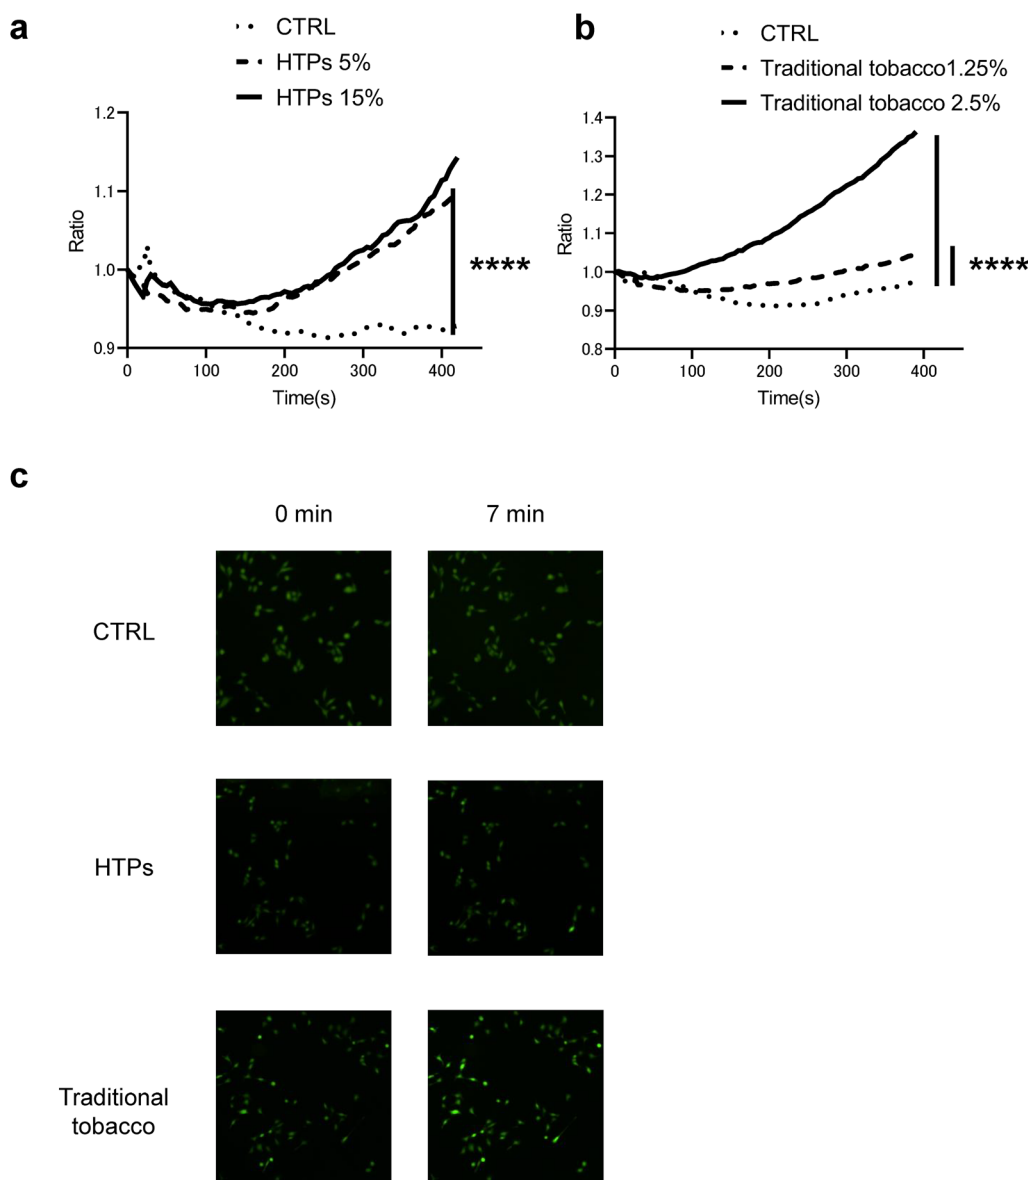 a
CTRL
HTPs 5%
HTPs 15%
1.2
1.1
1.0
0.9
Ratio
0
100
200
300
400
Time(s)
****
b
CTRL
Traditional tobacco1.25%
Traditional tobacco 2.5%
1.4
1.3
1.2
1.1
1.0
0.9
0.8
Ratio
0
100
200
300
400
Time(s)
****
c
0 min
7 min
CTRL
HTPs
Traditional
tobacco